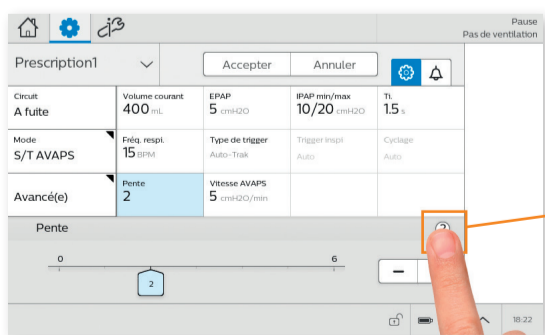 Pause
Pas de ventilation
Prescription1
Accepter
Annuler
Circuit
A fuite
Volume courant
400 mL
EPAP
5 cmH2O
IPAP min/max
10/20 cmH2O
Ti.
1.5 s
Mode
S/T AVAPS
Fréq. respi.
15 BPM
Type de trigger
Auto-Trak
Trigger inspi
Auto
Cyclage
Auto
Avancé(e)
Pente
2
Vitesse AVAPS
5 cmH2O/min
Pente
?
0
6
2
−
18:22